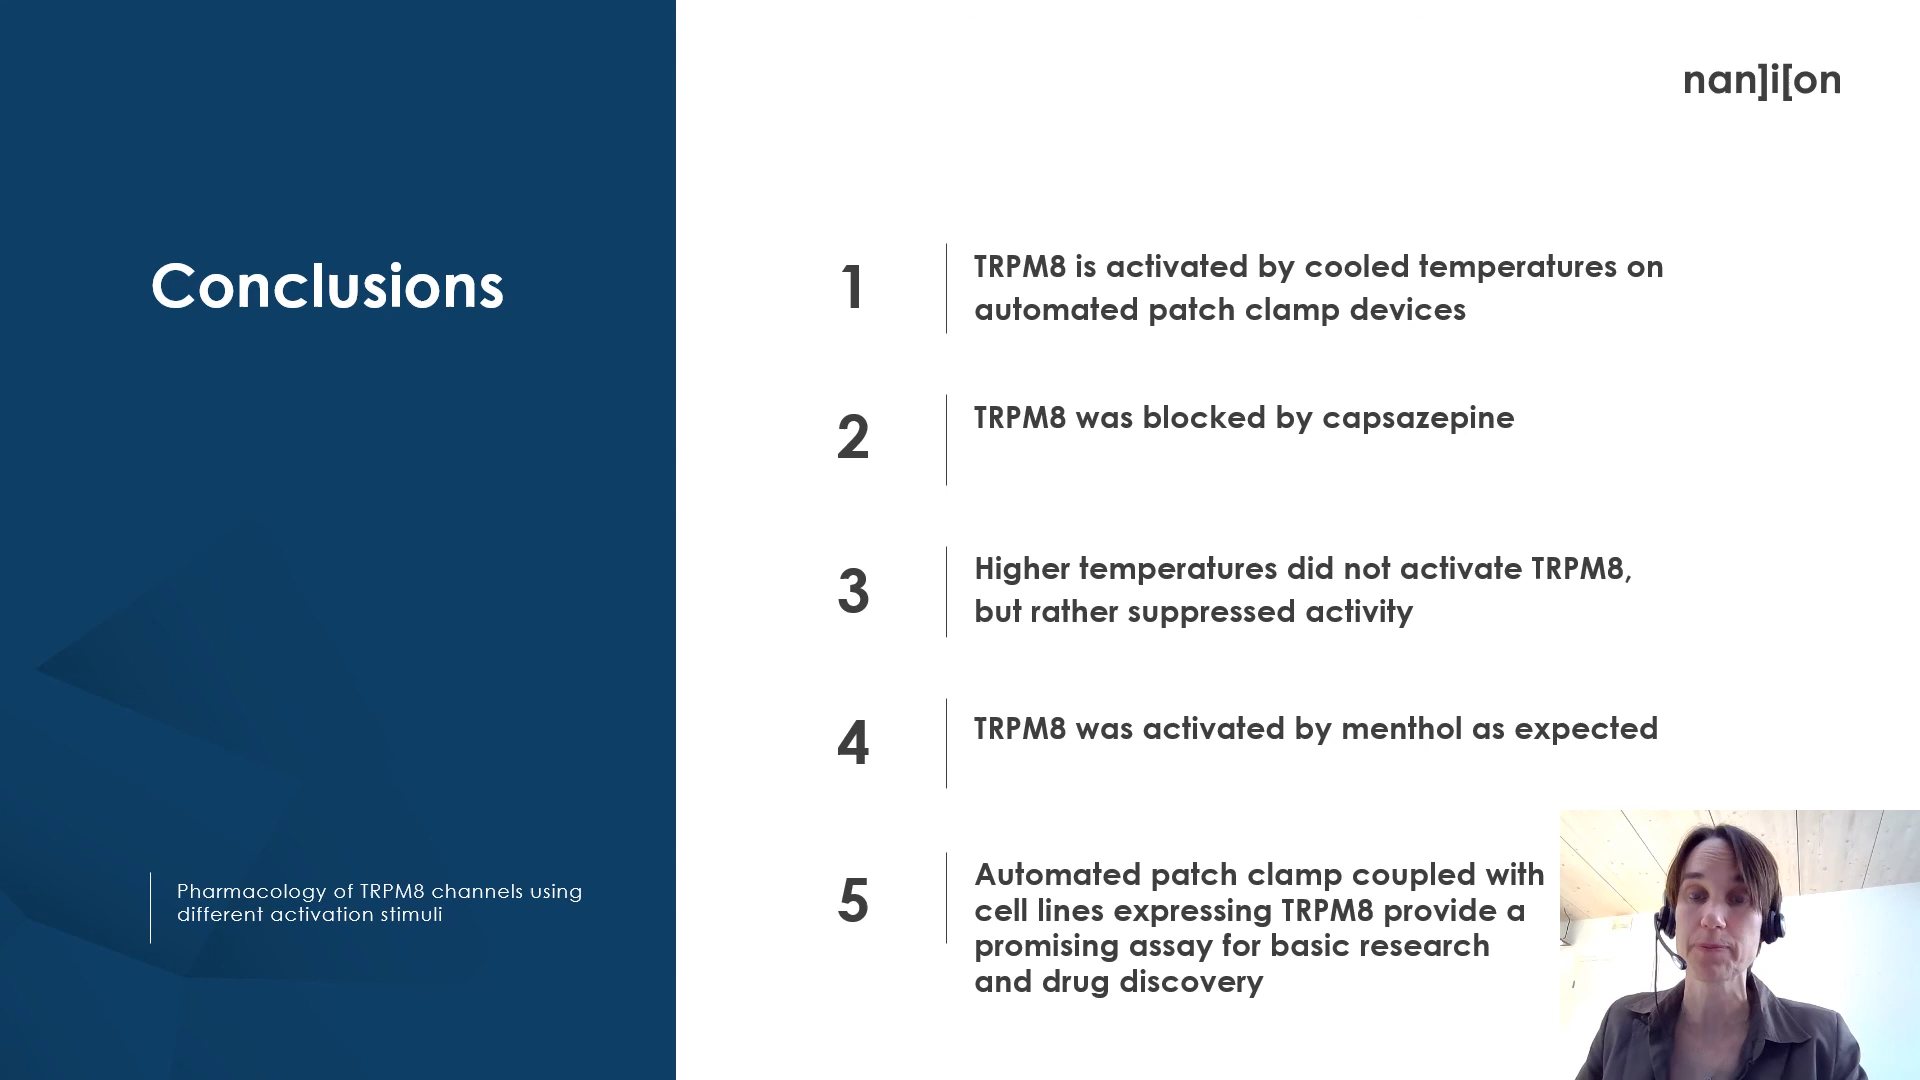 nan]i[on
Conclusions
1
TRPM8 is activated by cooled temperatures on
automated patch clamp devices
2
TRPM8 was blocked by capsazepine
3
Higher temperatures did not activate TRPM8,
but rather suppressed activity
4
TRPM8 was activated by menthol as expected
5
Automated patch clamp coupled with
cell lines expressing TRPM8 provide a
promising assay for basic research
and drug discovery
Pharmacology of TRPM8 channels using
different activation stimuli